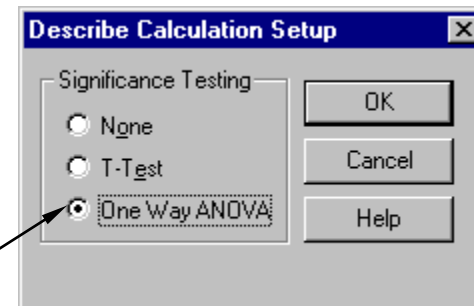 Describe Calculation Setup
Significance Testing
None
T-Test
One Way ANOVA
OK
Cancel
Help